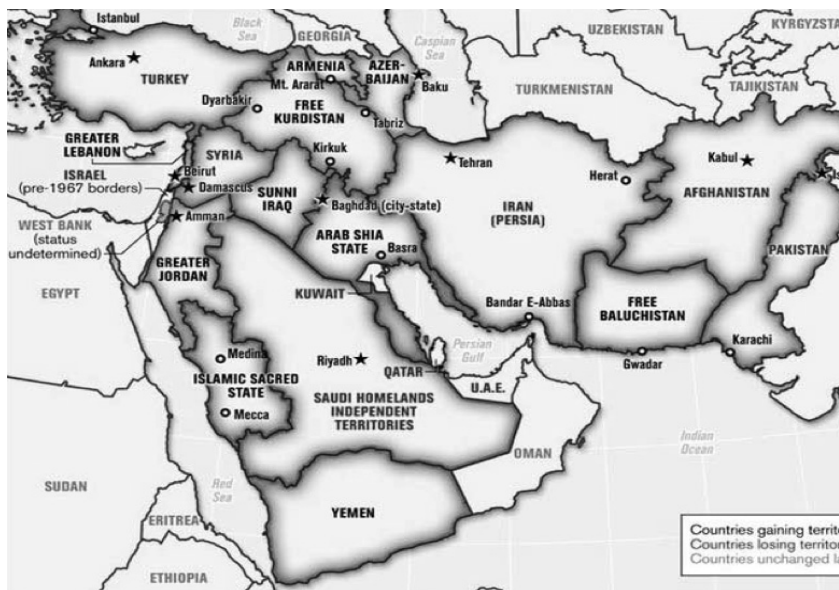 Istanbul
Black
Sea
GEORGIA
Caspian
Sea
UZBEKISTAN
KYRGYZSTA
Ankara
TURKEY
ARMENIA
Mt. Ararat
AZER-
BAIJAN
Baku
TURKMENISTAN
TAJIKISTAN
Dyarbakir
FREE
KURDISTAN
Tabriz
GREATER
LEBANON
SYRIA
Kirkuk
Tehran
Herat
Kabul
AFGHANISTAN
Is
ISRAEL
(pre-1967 borders)
Beirut
Damascus
SUNNI
IRAQ
Baghdad (city-state)
IRAN
(PERSIA)
WEST BANK
(status
undetermined)
Amman
ARAB SHIA
STATE
Basra
PAKISTAN
GREATER
JORDAN
EGYPT
KUWAIT
Bandar E-Abbas
FREE
BALUCHISTAN
Karachi
Gwadar
Medina
ISLAMIC SACRED
STATE
Mecca
Riyadh
Persian
Gulf
QATAR
U.A.E.
SAUDI HOMELANDS
INDEPENDENT
TERRITORIES
OMAN
Indian
Ocean
SUDAN
Red
Sea
ERITREA
YEMEN
ETHIOPIA
Countries gaining territo
Countries losing territor
Countries unchanged la